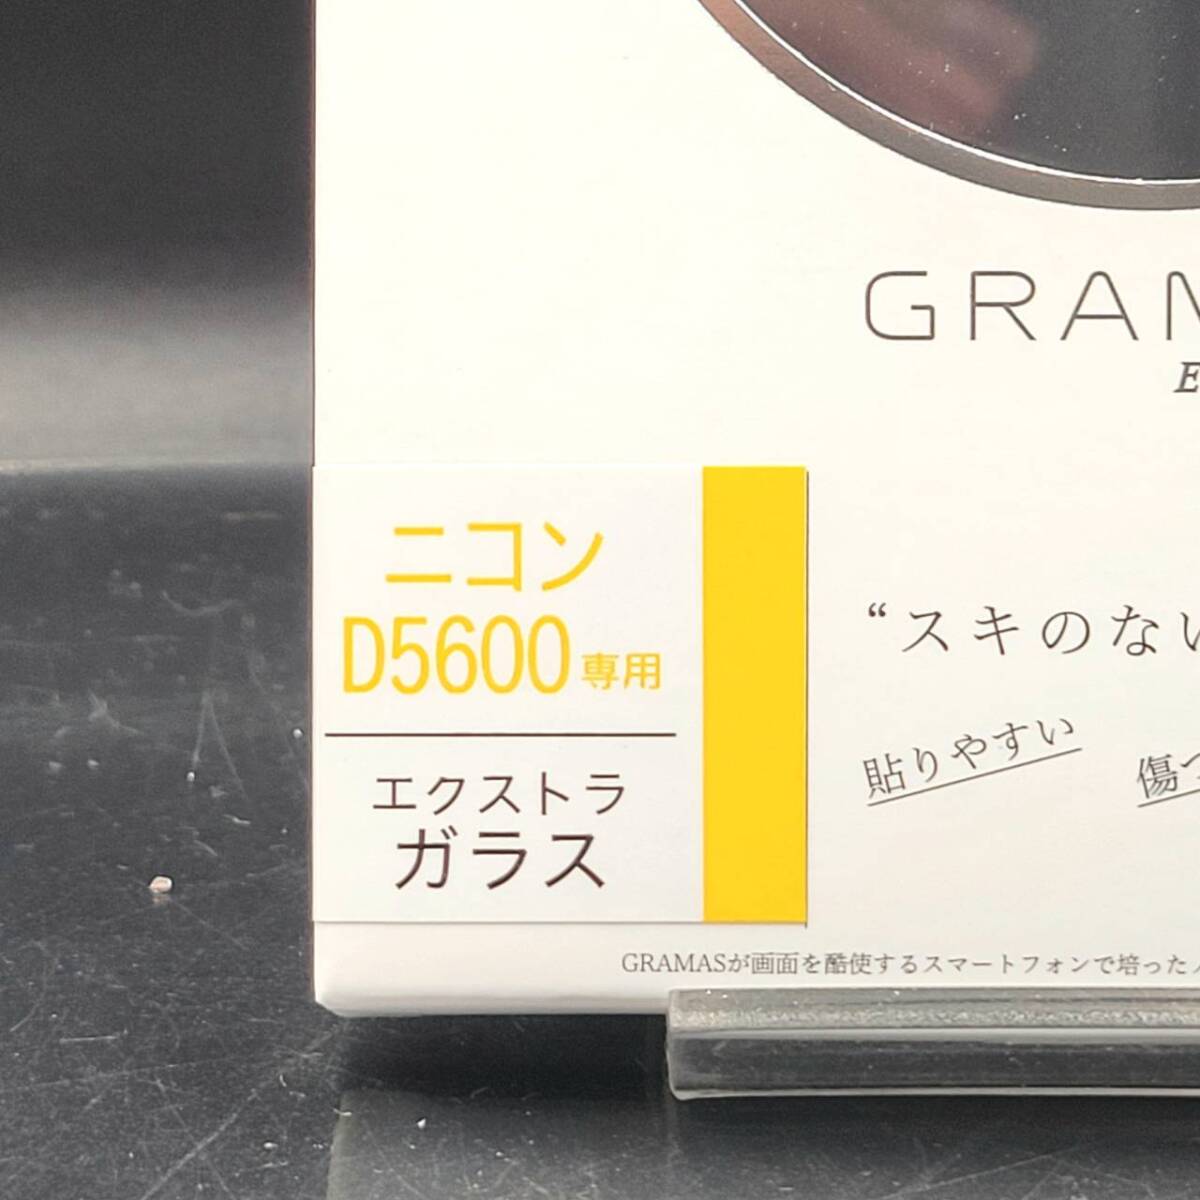 GRAM
E
ニコン
D5600専用
エクストラ
ガラス
“スキのない
貼りやすい
傷つ
GRAMASが画面を酷使するスマートフォンで培った